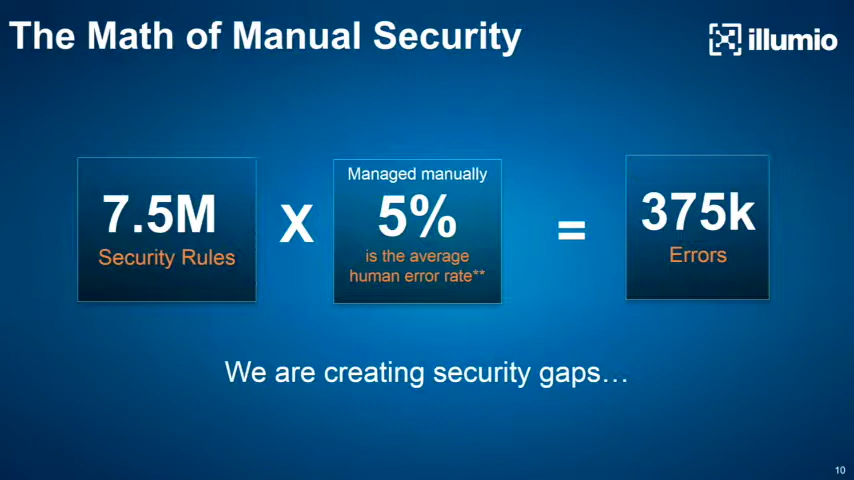 The Math of Manual Security
illumio
7.5M
Security Rules
X
Managed manually
5%
is the average
human error rate**
=
375k
Errors
We are creating security gaps…
10